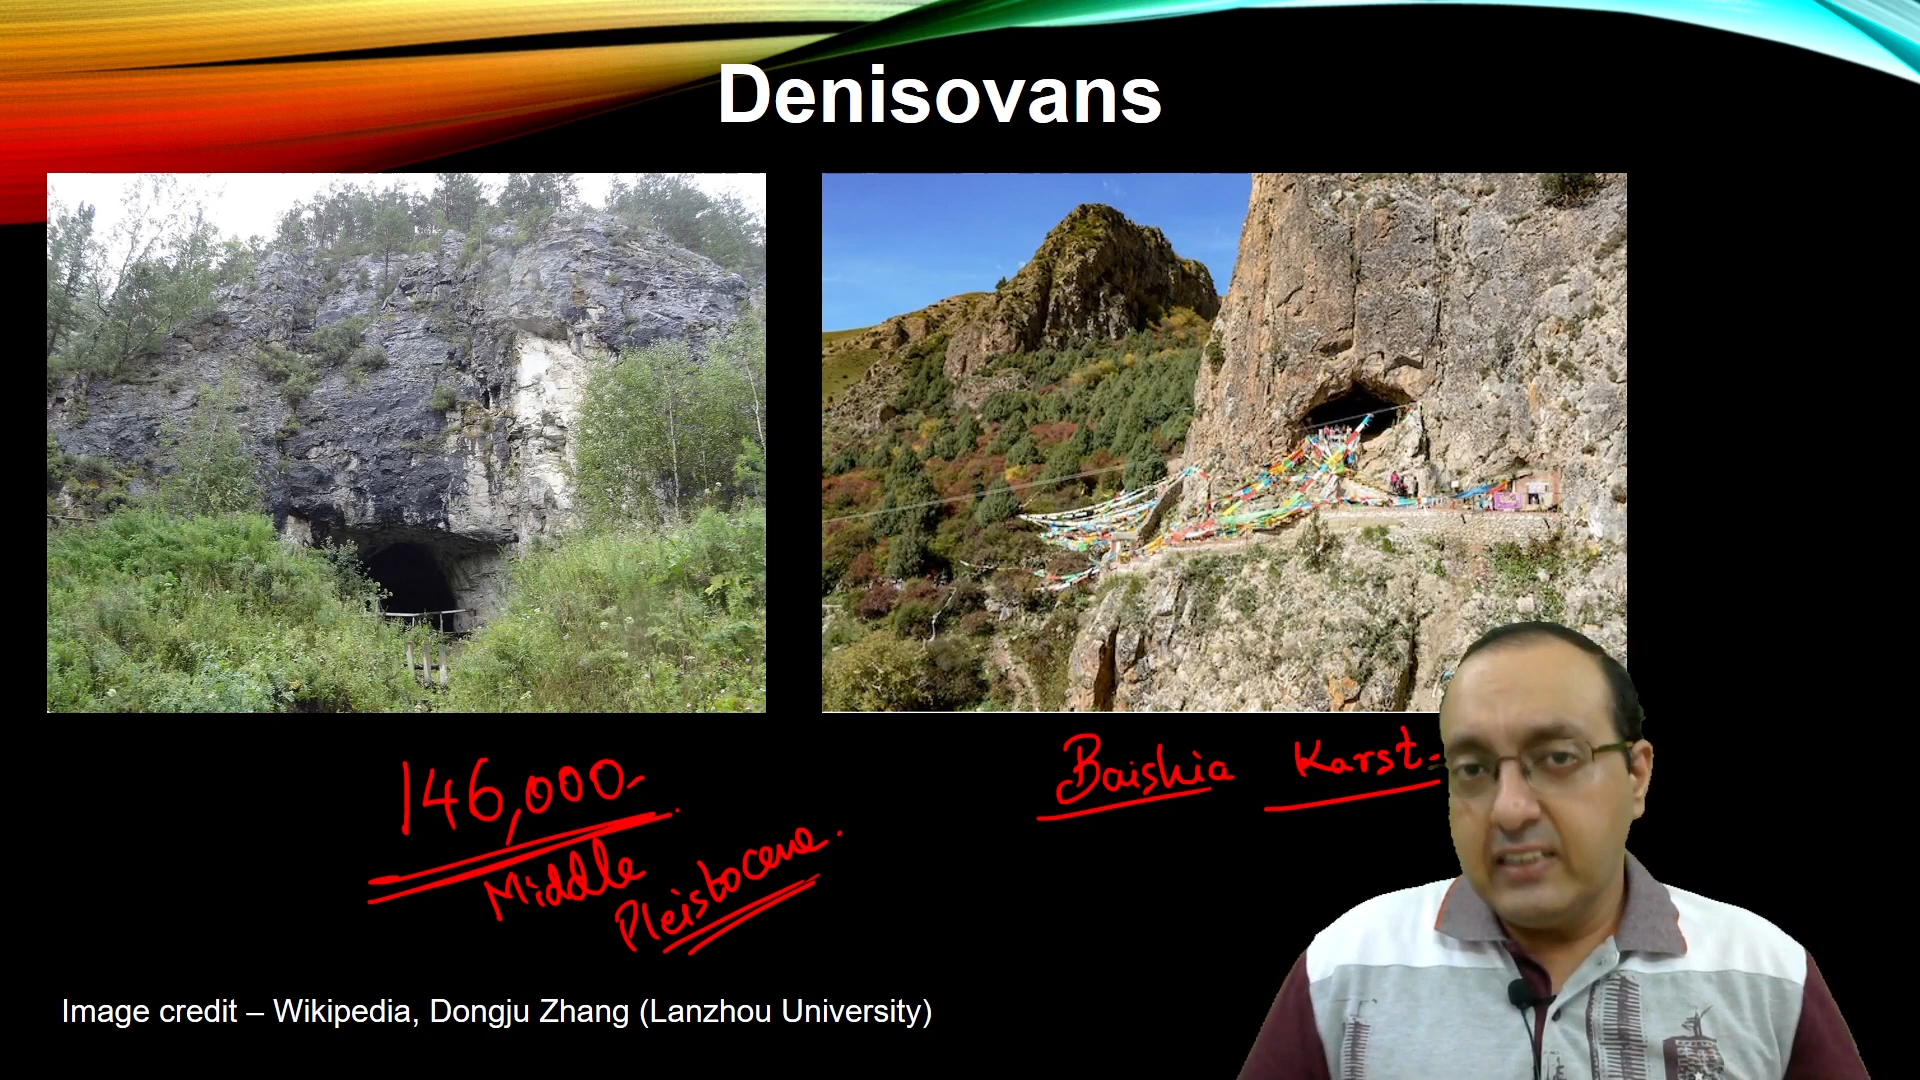 Denisovans
146,000
Middle
Pleistocene.
Baishia Karst.
Image credit – Wikipedia, Dongju Zhang (Lanzhou University)